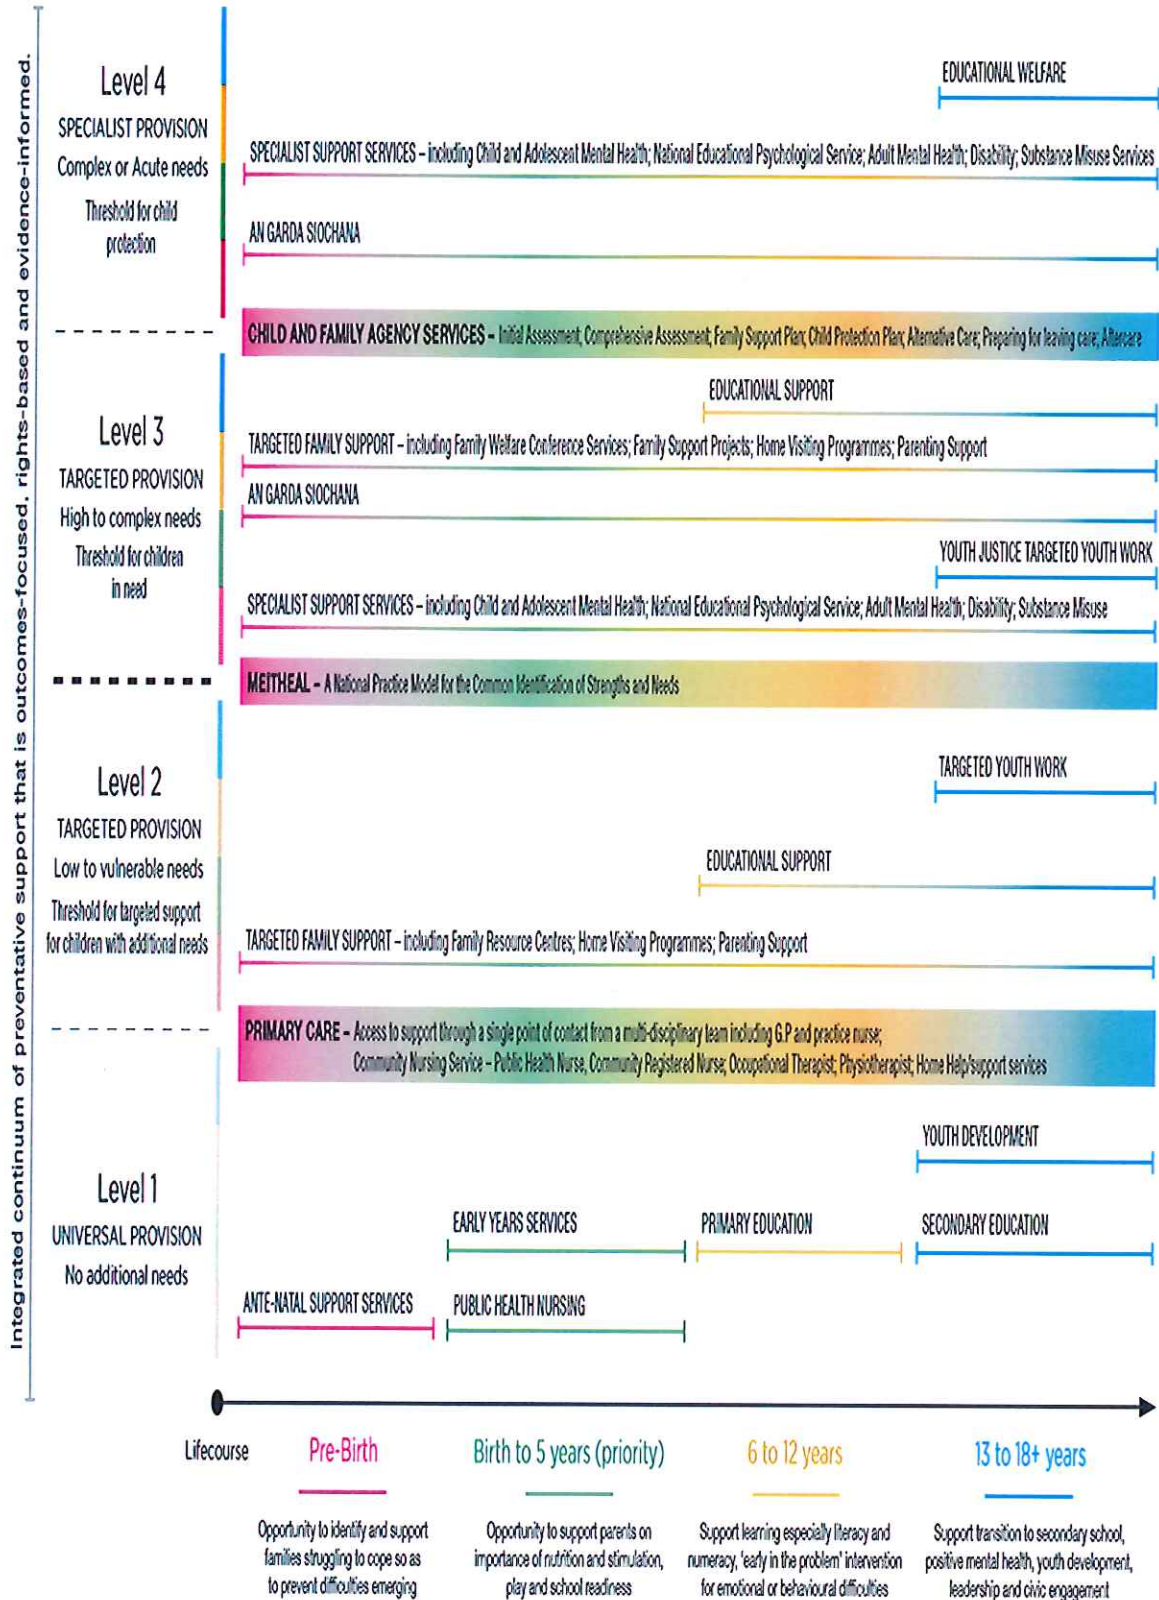 Integrated continuum of preventative support that is outcomes-focused. rights-based and evidence-informed.
Level 4
SPECIALIST PROVISION
Complex or Acute needs
Threshold for child
protection
EDUCATIONAL WELFARE
SPECIALIST SUPPORT SERVICES – including Child and Adolescent Mental Health; National Educational Psychological Service; Adult Mental Health; Disability; Substance Misuse Services
AN GARDA SIOCHANA
CHILD AND FAMILY AGENCY SERVICES – Initial Assessment; Comprehensive Assessment; Family Support Plan; Child Protection Plan; Alternative Care; Preparing for leaving care; Aftercare
Level 3
TARGETED PROVISION
High to complex needs
Threshold for children
in need
EDUCATIONAL SUPPORT
TARGETED FAMILY SUPPORT – including Family Welfare Conference Services; Family Support Projects; Home Visiting Programmes; Parenting Support
AN GARDA SIOCHANA
YOUTH JUSTICE TARGETED YOUTH WORK
SPECIALIST SUPPORT SERVICES – including Child and Adolescent Mental Health; National Educational Psychological Service; Adult Mental Health; Disability; Substance Misuse
MEITHEAL – A National Practice Model for the Common Identification of Strengths and Needs
Level 2
TARGETED PROVISION
Low to vulnerable needs
Threshold for targeted support
for children with additional needs
TARGETED YOUTH WORK
EDUCATIONAL SUPPORT
TARGETED FAMILY SUPPORT – including Family Resource Centres; Home Visiting Programmes; Parenting Support
PRIMARY CARE – Access to support through a single point of contact from a multi-disciplinary team including G.P and practice nurse;
Community Nursing Service – Public Health Nurse, Community Registered Nurse; Occupational Therapist; Physiotherapist; Home Help/support services
Level 1
UNIVERSAL PROVISION
No additional needs
YOUTH DEVELOPMENT
EARLY YEARS SERVICES
PRIMARY EDUCATION
SECONDARY EDUCATION
ANTE-NATAL SUPPORT SERVICES
PUBLIC HEALTH NURSING
Lifecourse
Pre-Birth
Opportunity to identify and support
families struggling to cope so as
to prevent difficulties emerging
Birth to 5 years (priority)
Opportunity to support parents on
importance of nutrition and stimulation,
play and school readiness
6 to 12 years
Support learning especially literacy and
numeracy, 'early in the problem' intervention
for emotional or behavioural difficulties
13 to 18+ years
Support transition to secondary school,
positive mental health, youth development,
leadership and civic engagement